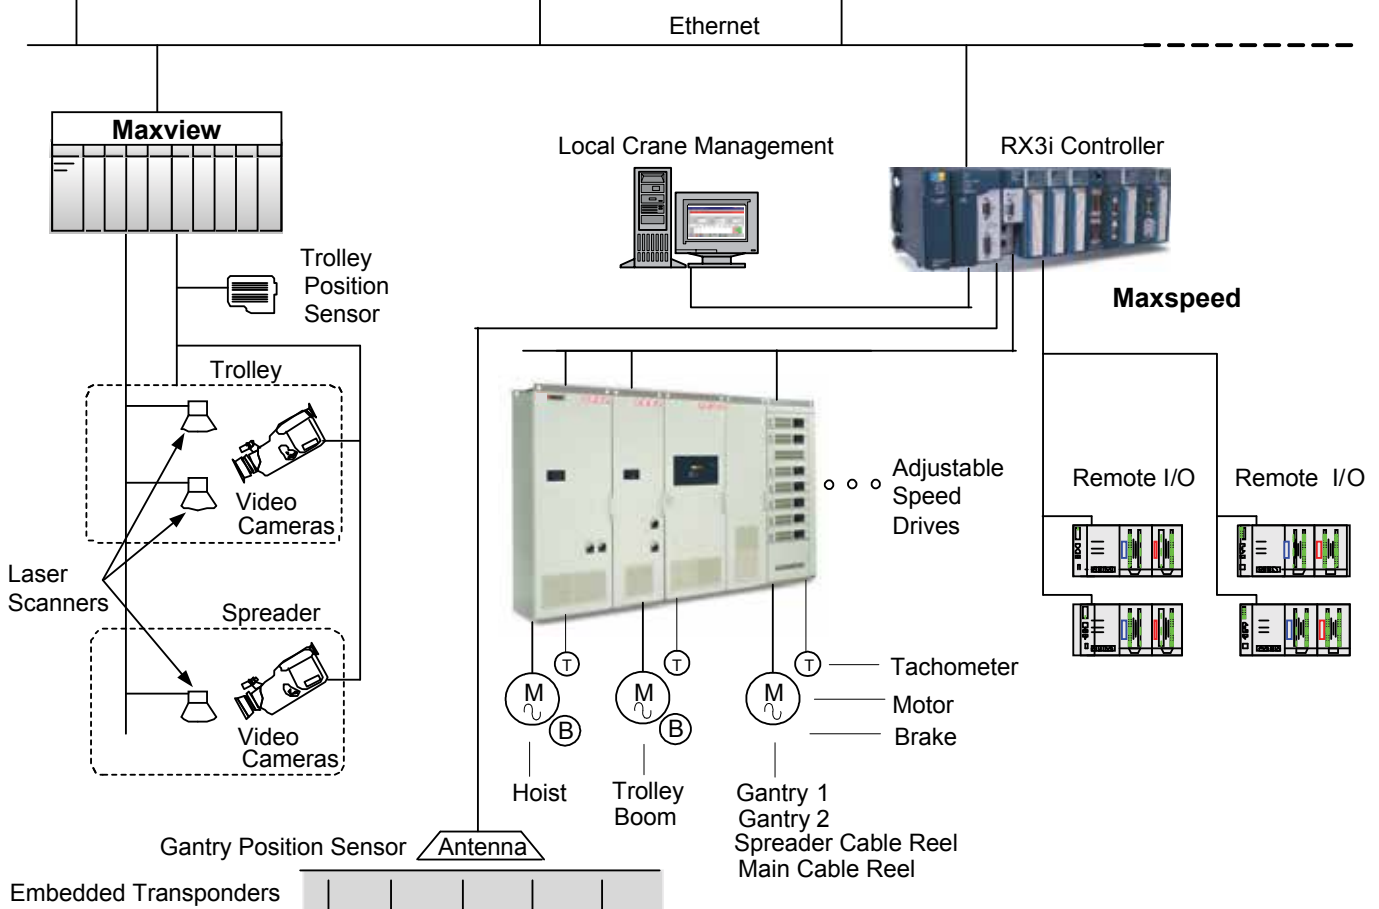 Ethernet
Maxview
Local Crane Management
RX3i Controller
Trolley
Position
Sensor
Maxspeed
Trolley
Video
Cameras
Adjustable
Speed
Drives
Remote I/O
Remote I/O
Laser
Scanners
Spreader
Video
Cameras
T
T
T
Tachometer
M
M
M
Motor
B
B
Brake
Hoist
Trolley
Boom
Gantry 1
Gantry 2
Spreader Cable Reel
Main Cable Reel
Gantry Position Sensor
Antenna
Embedded Transponders